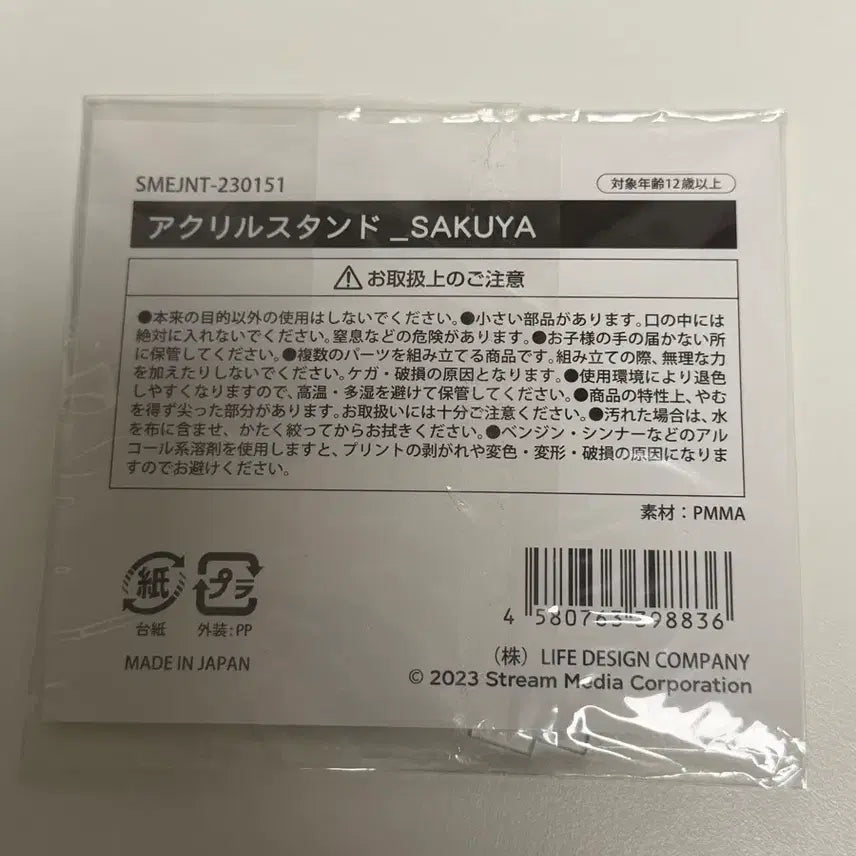 SMEJNT-230151
対象年齢12歳以上
アクリルスタンド _SAKUYA
お取扱上のご注意
●本来の目的以外の使用はしないでください。●小さい部品があります。口の中には
絶対に入れないでください。窒息などの危険があります。●お子様の手の届かない所
に保管してください。●複数のパーツを組み立てる商品です。組み立ての際、無理な力
を加えたりしないでください。ケガ・破損の原因となります。●使用環境により退色
しやすくなりますので、高温・多湿を避けて保管してください。●商品の特性上、やむ
を得ず尖った部分があります。お取扱いには十分ご注意ください。●汚れた場合は、水
を布に含ませ、かたく絞ってからお拭きください。●ベンジン・シンナーなどのアル
コール系溶剤を使用しますと、プリントの剥がれや変色・変形・破損の原因になりま
すのでお避けください。
素材：PMMA
紙
プラ
台紙
外装：PP
4 580763 398836
MADE IN JAPAN
（株）LIFE DESIGN COMPANY
© 2023 Stream Media Corporation